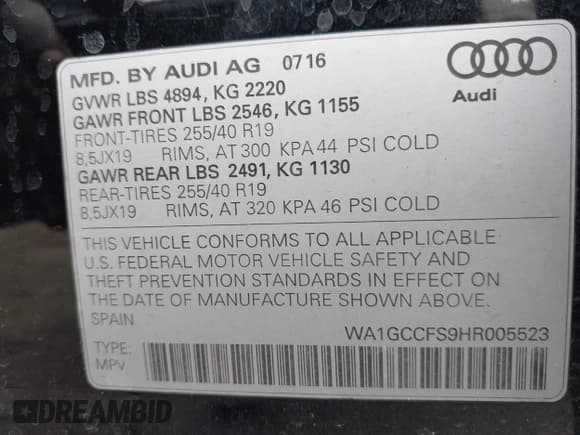 MFD. BY AUDI AG 07 16
GVWR LBS 4894, KG 2220
GAWR FRONT LBS 2546, KG 1155
FRONT-TIRES 255/40 R19
8,5JX19 RIMS, AT 300 KPA 44 PSI COLD
GAWR REAR LBS 2491, KG 1130
REAR-TIRES 255/40 R19
8,5JX19 RIMS, AT 320 KPA 46 PSI COLD
Audi
THIS VEHICLE CONFORMS TO ALL APPLICABLE
U.S. FEDERAL MOTOR VEHICLE SAFETY AND
THEFT PREVENTION STANDARDS IN EFFECT ON
THE DATE OF MANUFACTURE SHOWN ABOVE.
SPAIN
WA1GCCFS9HR005523
TYPE:
MPV
DREAMBID